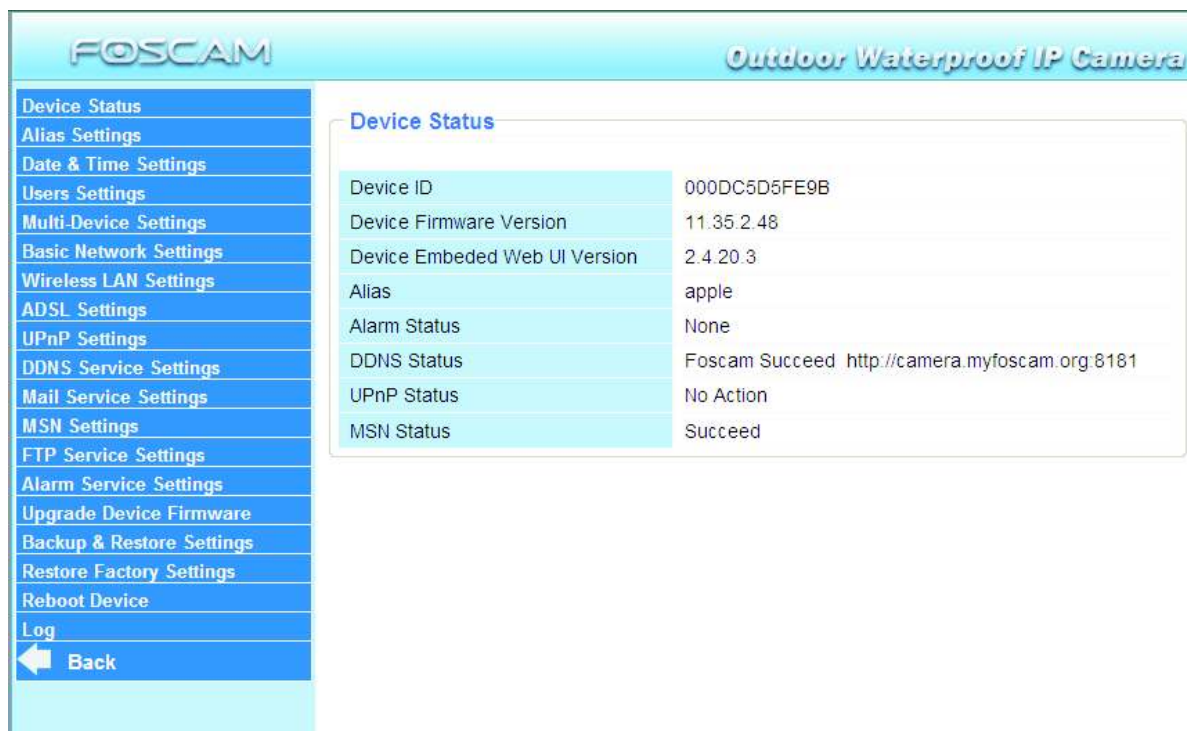 FOSCAM
Outdoor Waterproof IP Camera
Device Status
Alias Settings
Date & Time Settings
Users Settings
Multi-Device Settings
Basic Network Settings
Wireless LAN Settings
ADSL Settings
UPnP Settings
DDNS Service Settings
Mail Service Settings
MSN Settings
FTP Service Settings
Alarm Service Settings
Upgrade Device Firmware
Backup & Restore Settings
Restore Factory Settings
Reboot Device
Log
Back
Device Status
Device ID 000DC5D5FE9B
Device Firmware Version 11.35.2.48
Device Embeded Web UI Version 2.4.20.3
Alias apple
Alarm Status None
DDNS Status Foscam Succeed http://camera.myfoscam.org:8181
UPnP Status No Action
MSN Status Succeed